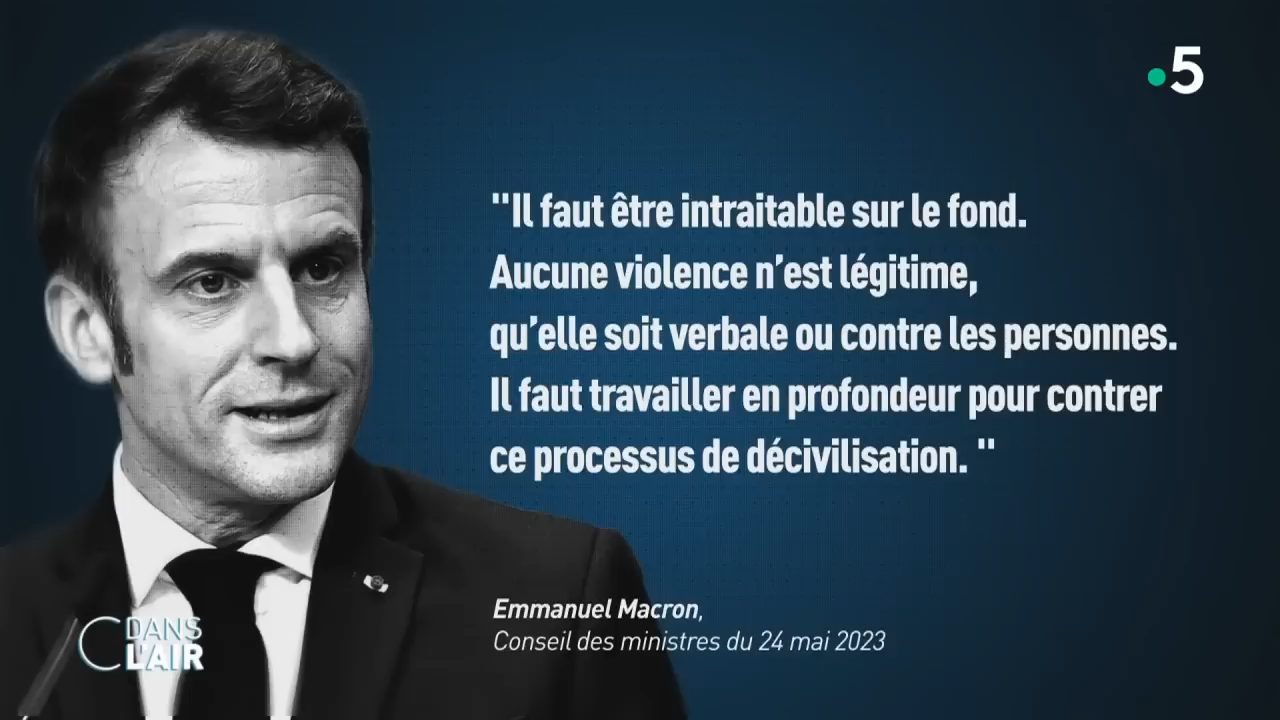 5
"Il faut être intraitable sur le fond.
Aucune violence n'est légitime,
qu'elle soit verbale ou contre les personnes.
Il faut travailler en profondeur pour contrer
ce processus de décivilisation. "
Emmanuel Macron,
Conseil des ministres du 24 mai 2023
C DANS
L'AIR